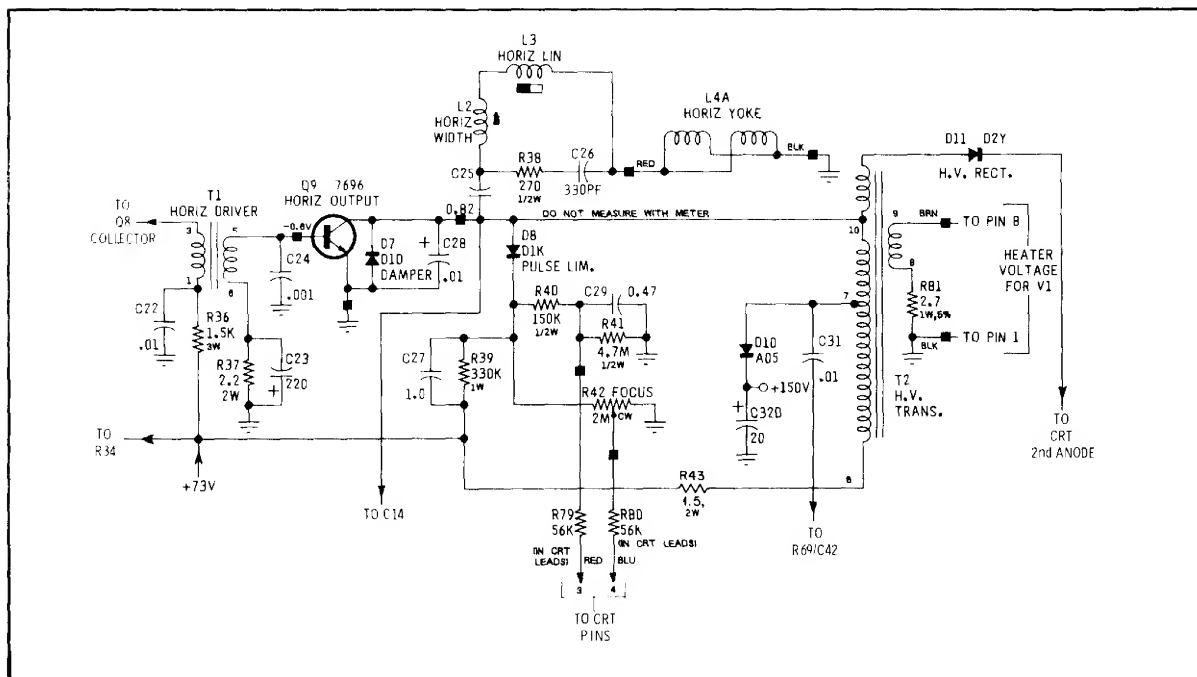 L3
HORIZ LIN
L2
HORIZ
WIDTH
L4A
HORIZ YOKE
BLK
RED
C25
R38
270
1/2W
C26
330PF
D11 D2Y
H.V. RECT.
T1
HORIZ DRIVER
TO
Q8
COLLECTOR
3
5
1
6
-0.6V
Q9 7696
HORIZ OUTPUT
0.82
DO NOT MEASURE WITH METER
10
9
BRN
TO PIN 8
8
HEATER
VOLTAGE
FOR V1
R81
2.7
1W,5%
BLK
TO PIN 1
C24
.001
D7
D1D
DAMPER
+
C28
.01
D8
D1K
PULSE LIM.
C22
.01
R36
1.5K
3W
R37
2.2
2W
C23
220
+
R40
150K
1/2W
C29 0.47
R41
4.7M
1/2W
C27
1.0
R39
330K
1W
R42 FOCUS
2M
CW
7
D10
A05
C31
.01
+150V
+
C32D
20
T2
H.V.
TRANS.
TO
CRT
2nd ANODE
TO
R34
+73V
TO C14
R43
1.5,
2W
6
R79
56K
R80
56K
(IN CRT
LEADS)
RED
(IN CRT LEADS)
BLU
3
4
TO CRT
PINS
TO
R69/C42